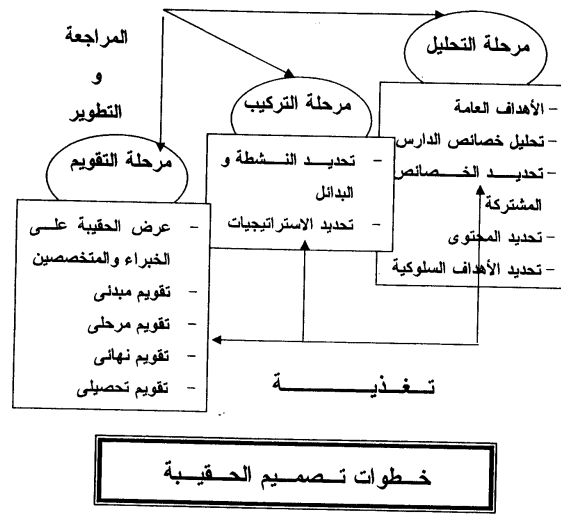 المراجعة
و
التطوير
مرحلة التحليل
- الأهداف العامة
- تحليل خصائص الدارس
- تحديد الخصائص
المشتركة
- تحديد المحتوى
- تحديد الأهداف السلوكية
مرحلة التركيب
- تحديد النشطة و
البدائل
- تحديد الاستراتيجيات
مرحلة التقويم
- عرض الحقيبة على
الخبراء والمتخصصين
- تقويم مبدئى
- تقويم مرحلى
- تقويم نهائى
- تقويم تحصيلى
تغذية
خطوات تصميم الحقيبة